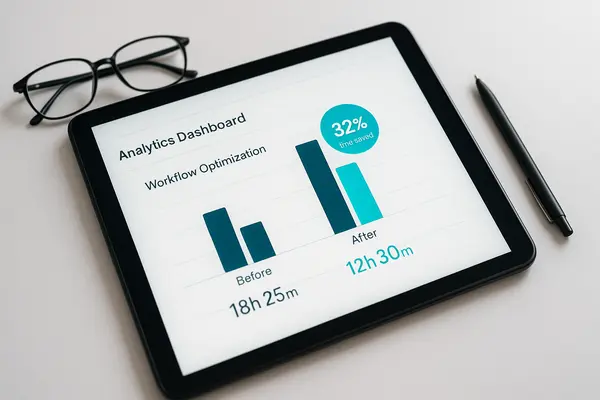 Analytics Dashboard
Workflow Optimization
32%
time saved
Before
After
18h 25m
12h 30m